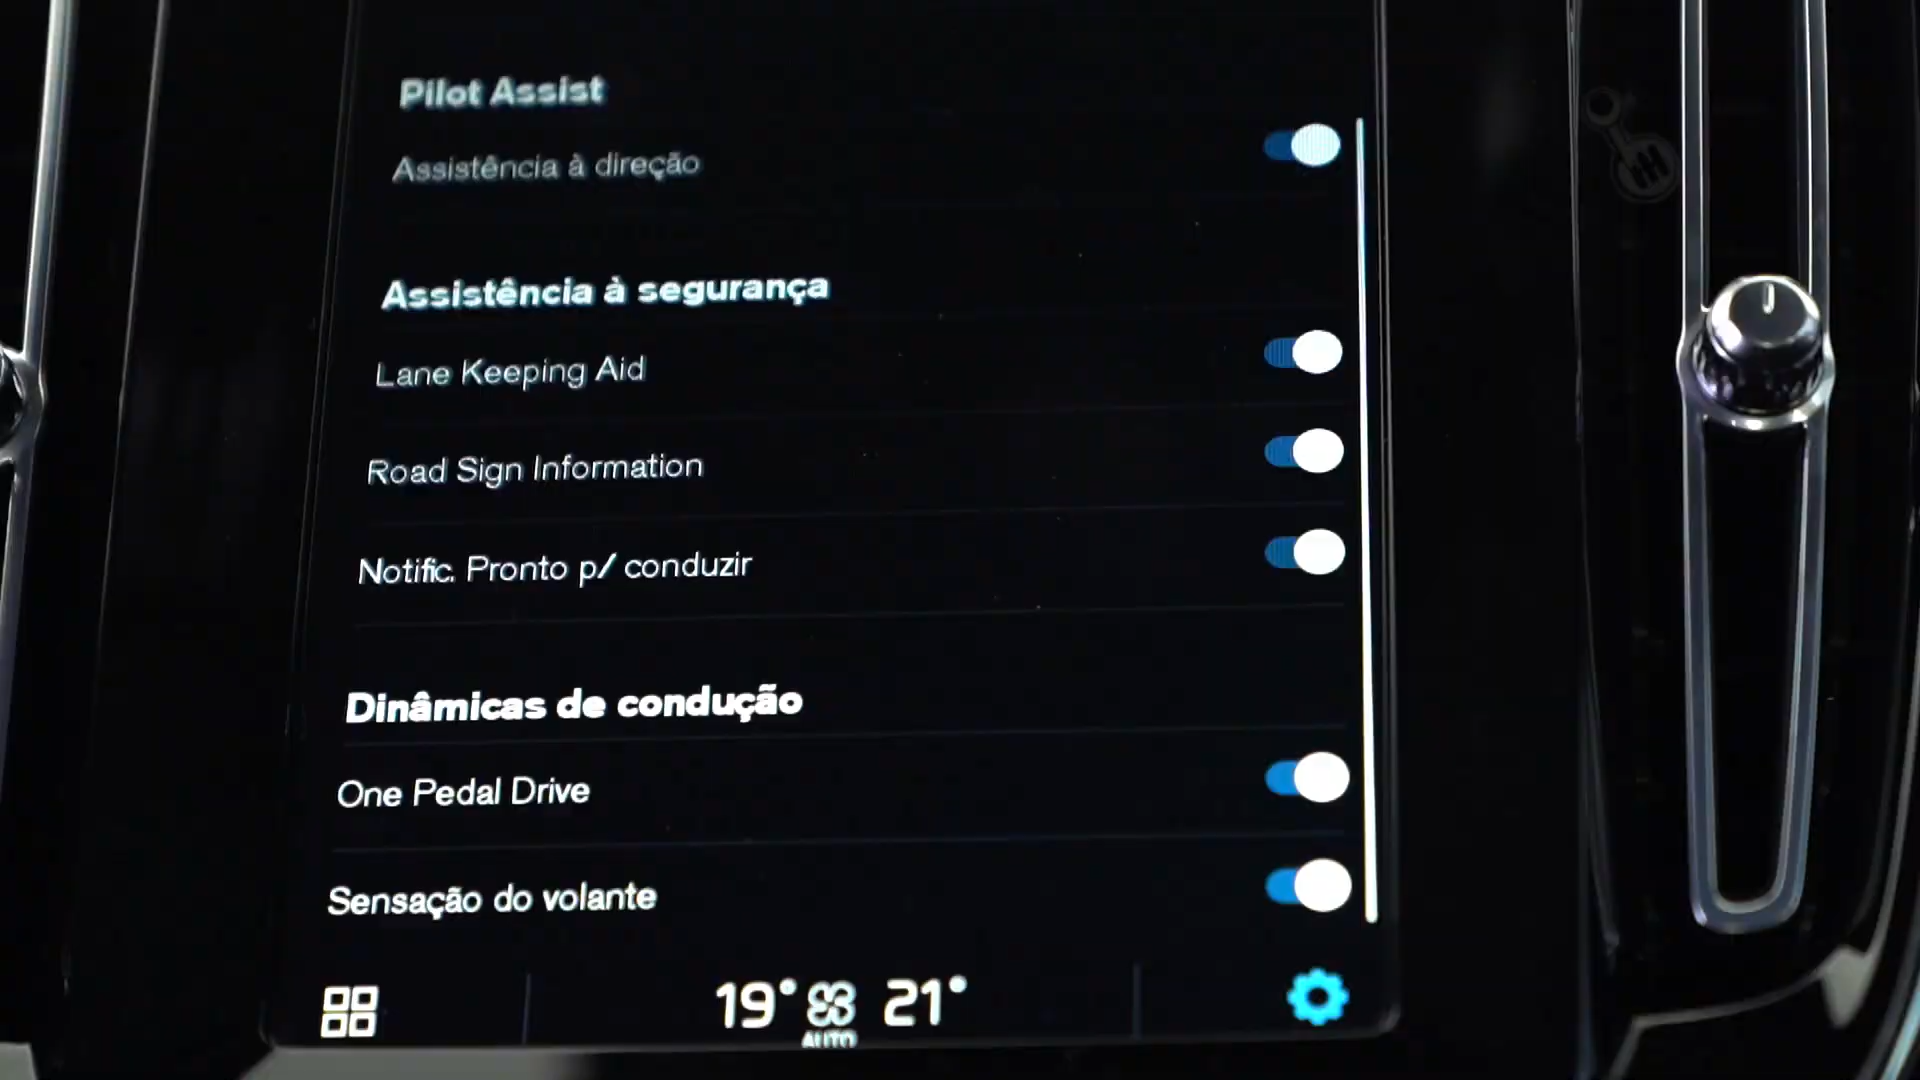 Pilot Assist
Assistência à direção
Assistência à segurança
Lane Keeping Aid
Road Sign Information
Notific. Pronto p/ conduzir
Dinâmicas de condução
One Pedal Drive
Sensação do volante
19° 21°
AUTO